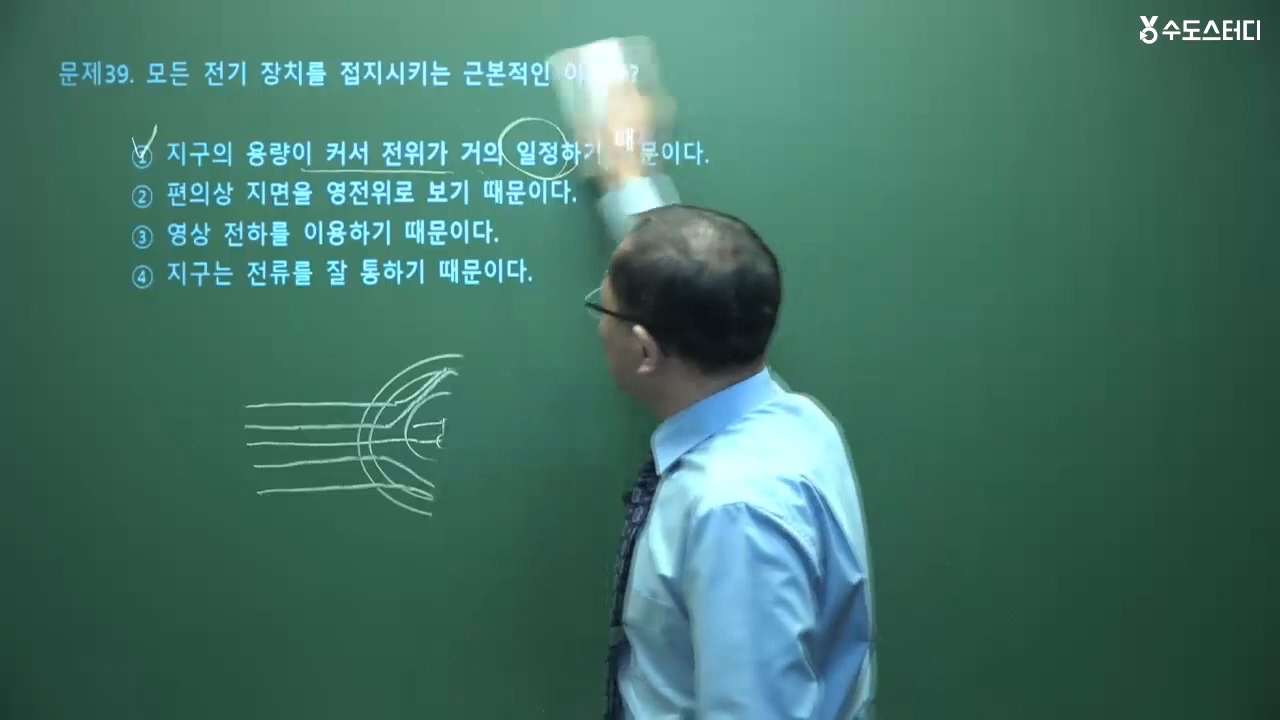 수도스터디
문제39. 모든 전기 장치를 접지시키는 근본적인 ?
① 지구의 용량이 커서 전위가 거의 일정하기 때문이다.
② 편의상 지면을 영전위로 보기 때문이다.
③ 영상 전하를 이용하기 때문이다.
④ 지구는 전류를 잘 통하기 때문이다.